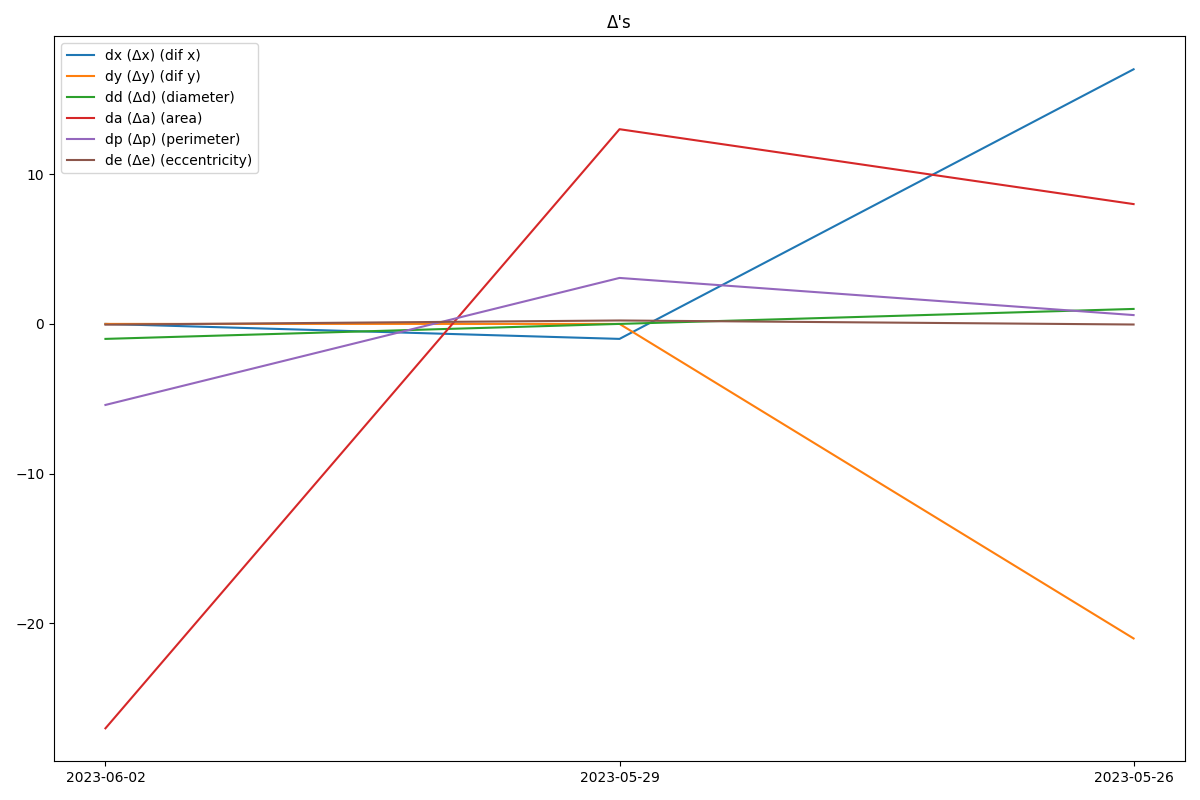 Δ's
dx (Δx) (dif x)
dy (Δy) (dif y)
dd (Δd) (diameter)
da (Δa) (area)
dp (Δp) (perimeter)
de (Δe) (eccentricity)
10
0
−10
−20
2023-06-02
2023-05-29
2023-05-26